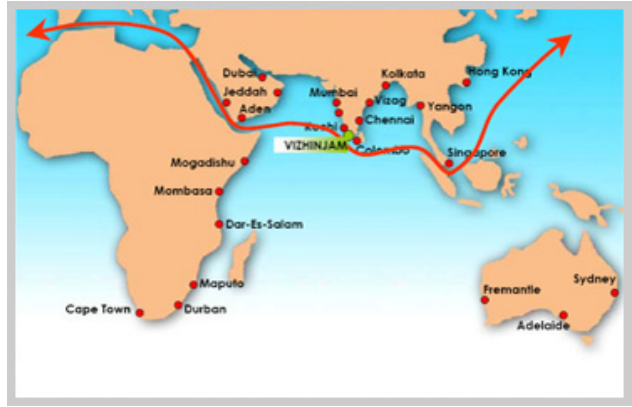 Dubai
Kolkata
Hong Kong
Jeddah
Mumbai
Vizag
Yangon
Aden
Chennai
Kochi
VIZHINJAM
Colombo
Singapore
Mogadishu
Mombasa
Dar-Es-Salam
Maputo
Fremantle
Sydney
Cape Town
Durban
Adelaide